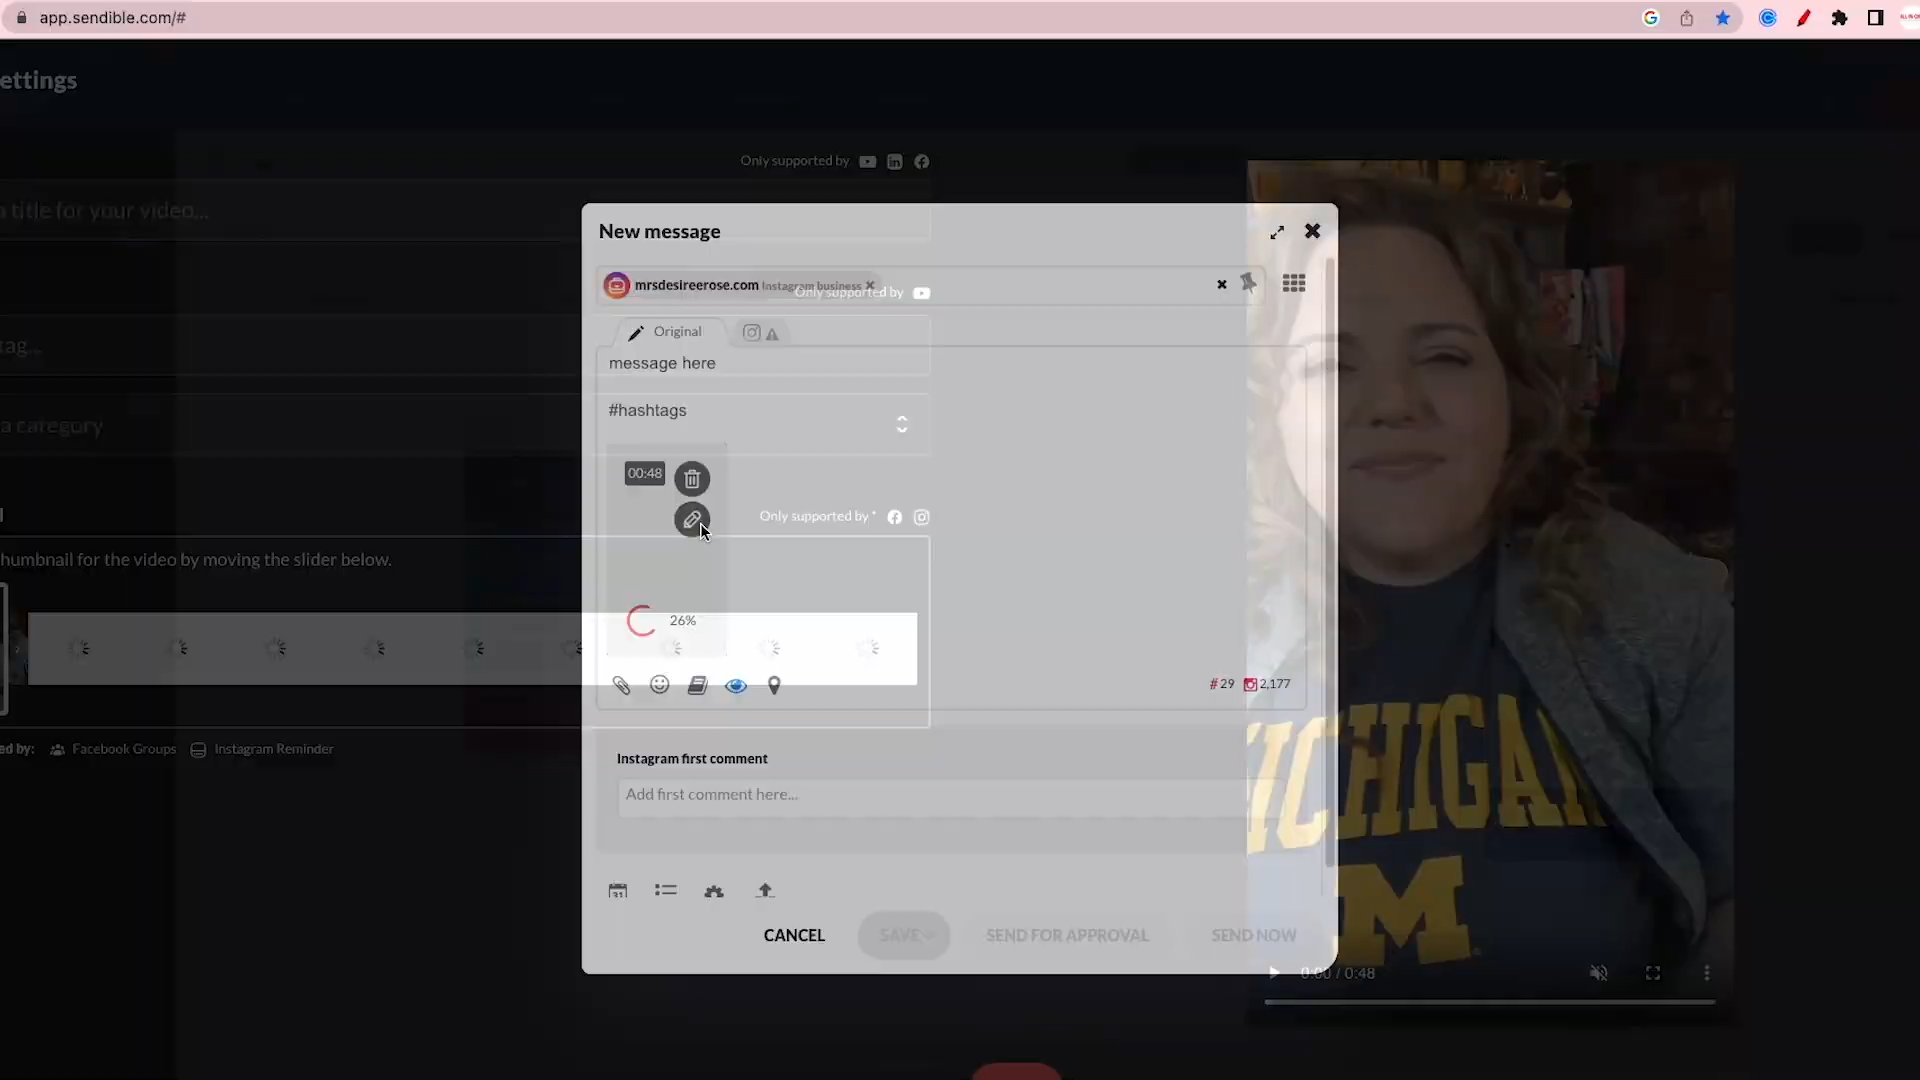 app.sendible.com/#
ettings
Only supported by
a title for your video...
New message
mrsdesireerose.com Instagram business
Only supported by
Original
tag...
message here
#hashtags
a category
00:48
Only supported by *
humbnail for the video by moving the slider below.
26%
#29 2,177
ed by: Facebook Groups Instagram Reminder
Instagram first comment
Add first comment here...
31
CANCEL
SAVE
SEND FOR APPROVAL
SEND NOW
0:00 / 0:48
MICHIGAN
M